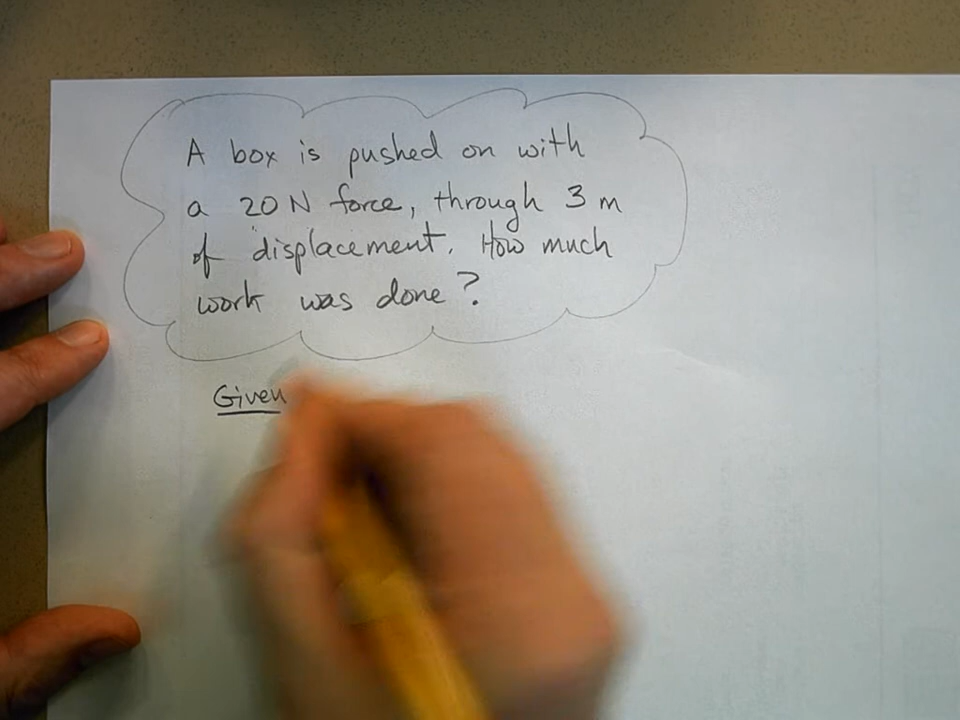 A box is pushed on with
a 20 N force, through 3 m
of displacement. How much
work was done?
Given